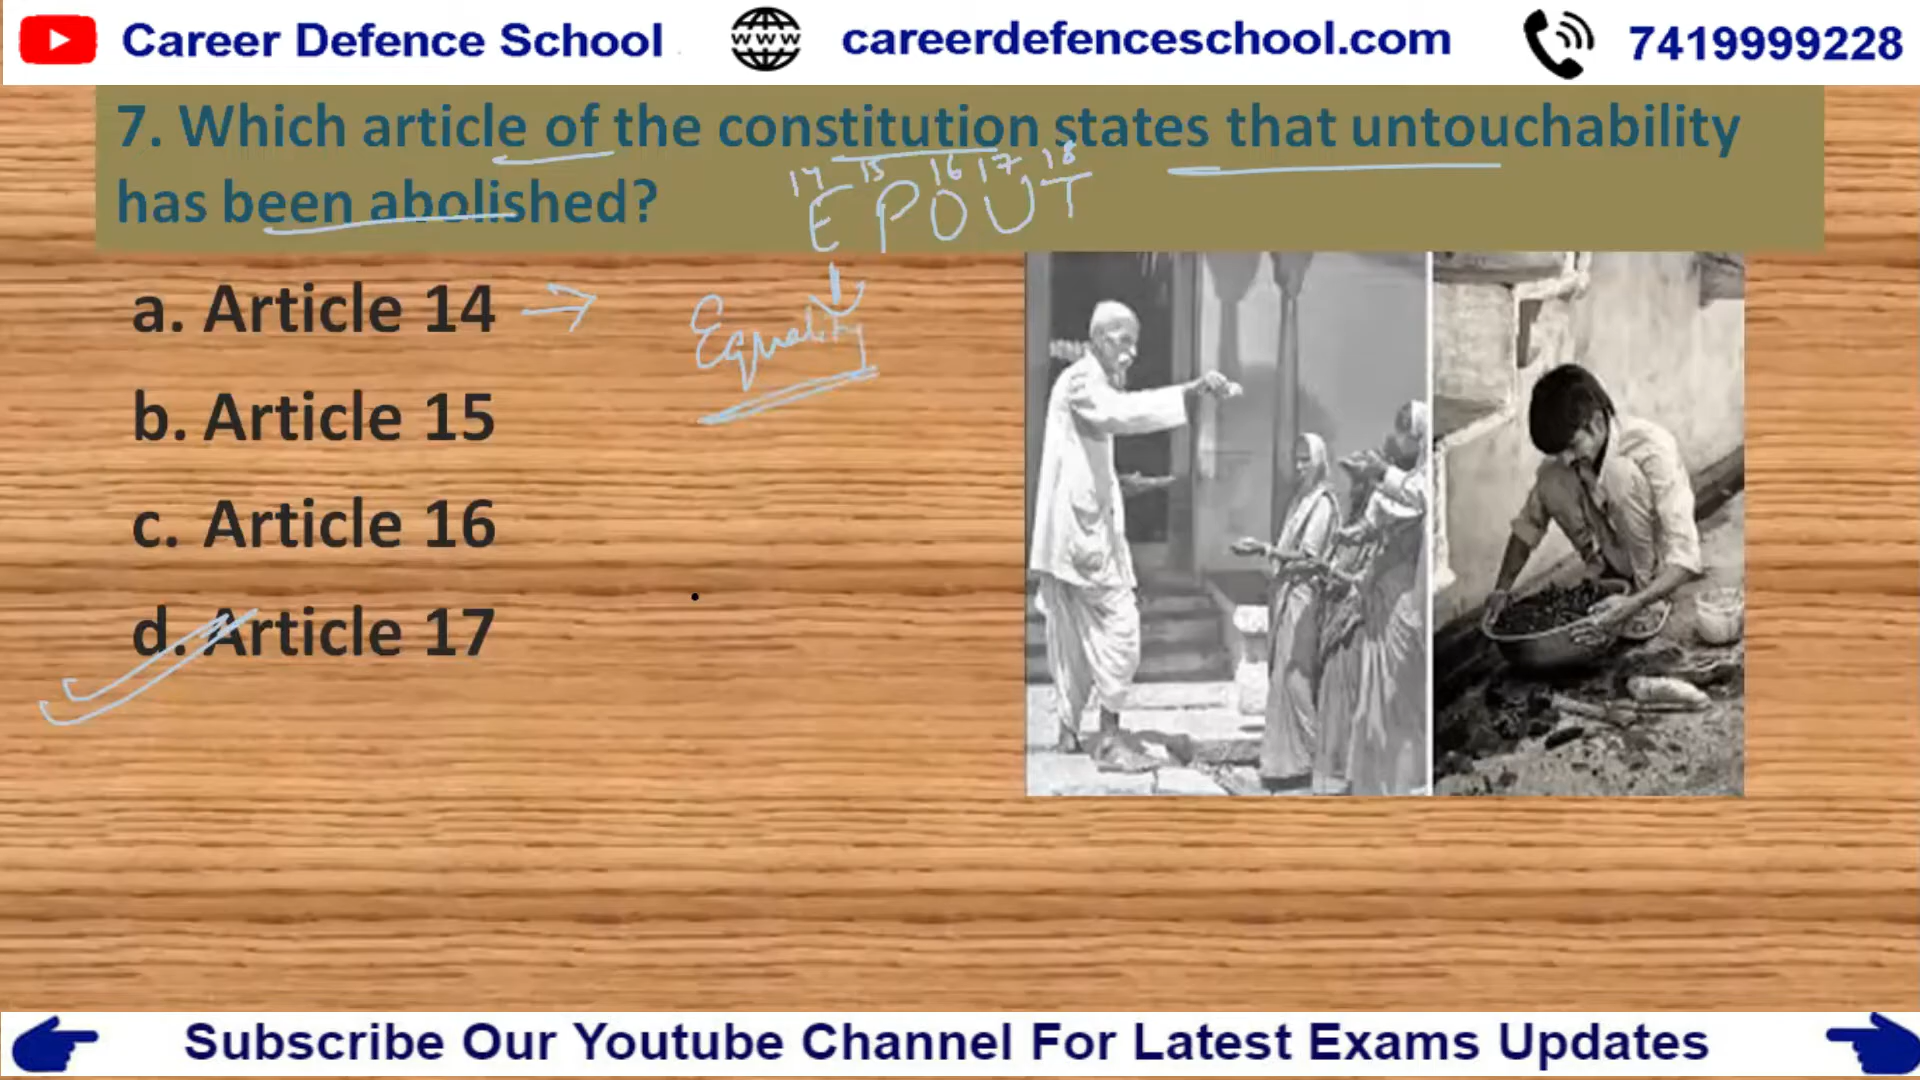 Career Defence School
www
careerdefenceschool.com
7419999228
7. Which article of the constitution states that untouchability
has been abolished?
14 15 16 17 18
E P O U T
Equality
a. Article 14
b. Article 15
c. Article 16
d. Article 17
Subscribe Our Youtube Channel For Latest Exams Updates